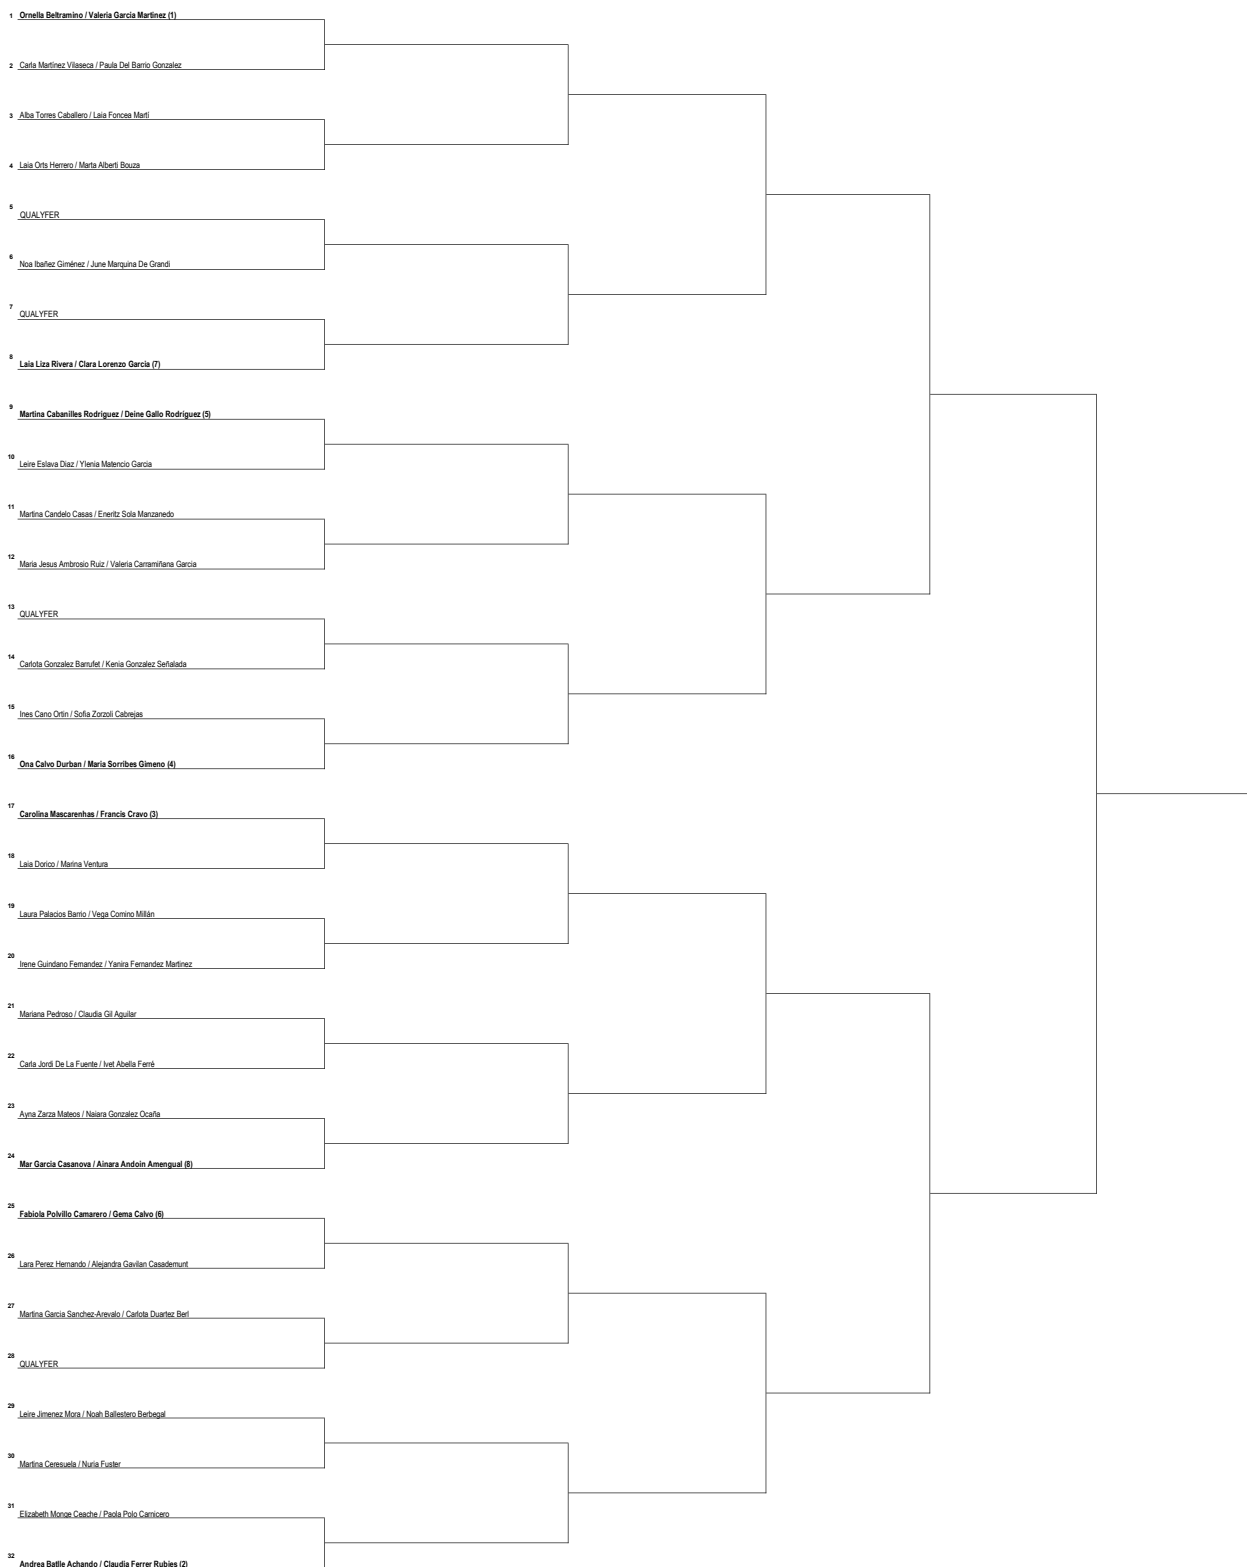 1 Ornella Beltramino / Valeria Garcia Martinez (1)
2 Carla Martínez Vilaseca / Paula Del Barrio Gonzalez
3 Alba Torres Caballero / Laia Foncea Martí
4 Laia Orts Herrero / Marta Alberti Bouza
5 QUALYFER
6 Noa Ibañez Giménez / June Marquina De Grandi
7 QUALYFER
8 Laia Liza Rivera / Clara Lorenzo Garcia (7)
9 Martina Cabanilles Rodriguez / Deine Gallo Rodríguez (5)
10 Leire Eslava Diaz / Ylenia Matencio Garcia
11 Martina Candelo Casas / Eneritz Sola Manzanedo
12 Maria Jesus Ambrosio Ruiz / Valeria Carramiñana Garcia
13 QUALYFER
14 Carlota Gonzalez Barrufet / Kenia Gonzalez Señalada
15 Ines Cano Ortin / Sofia Zorzoli Cabrejas
16 Ona Calvo Durban / Maria Sorribes Gimeno (4)
17 Carolina Mascarenhas / Francis Cravo (3)
18 Laia Dorico / Marina Ventura
19 Laura Palacios Barrio / Vega Comino Millán
20 Irene Guindano Fernandez / Yanira Fernandez Martinez
21 Mariana Pedroso / Claudia Gil Aguilar
22 Carla Jordi De La Fuente / Ivet Abella Ferré
23 Ayna Zarza Mateos / Naiara Gonzalez Ocaña
24 Mar Garcia Casanova / Ainara Andoin Amengual (8)
25 Fabiola Polvillo Camarero / Gema Calvo (6)
26 Lara Perez Hernando / Alejandra Gavilan Casademunt
27 Martina Garcia Sanchez-Arevalo / Carlota Duartez Berl
28 QUALYFER
29 Leire Jimenez Mora / Noah Ballestero Berbegal
30 Martina Ceresuela / Nuria Fuster
31 Elizabeth Monge Ceache / Paola Polo Carnicero
32 Andrea Batlle Achando / Claudia Ferrer Rubies (2)